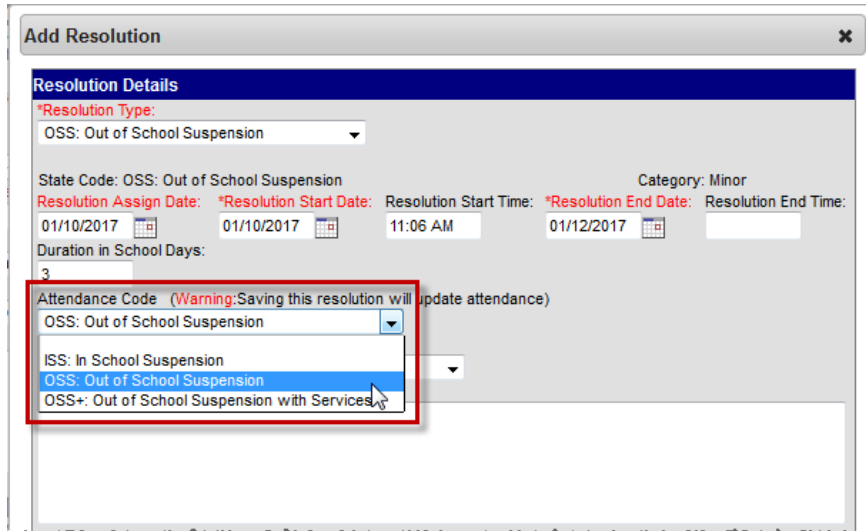 Add Resolution
Resolution Details
*Resolution Type:
OSS: Out of School Suspension
State Code: OSS: Out of School Suspension Category: Minor
Resolution Assign Date: *Resolution Start Date: Resolution Start Time: *Resolution End Date: Resolution End Time:
01/10/2017 01/10/2017 11:06 AM 01/12/2017
Duration in School Days:
3
Attendance Code (Warning:Saving this resolution will update attendance)
OSS: Out of School Suspension
ISS: In School Suspension
OSS: Out of School Suspension
OSS+: Out of School Suspension with Services